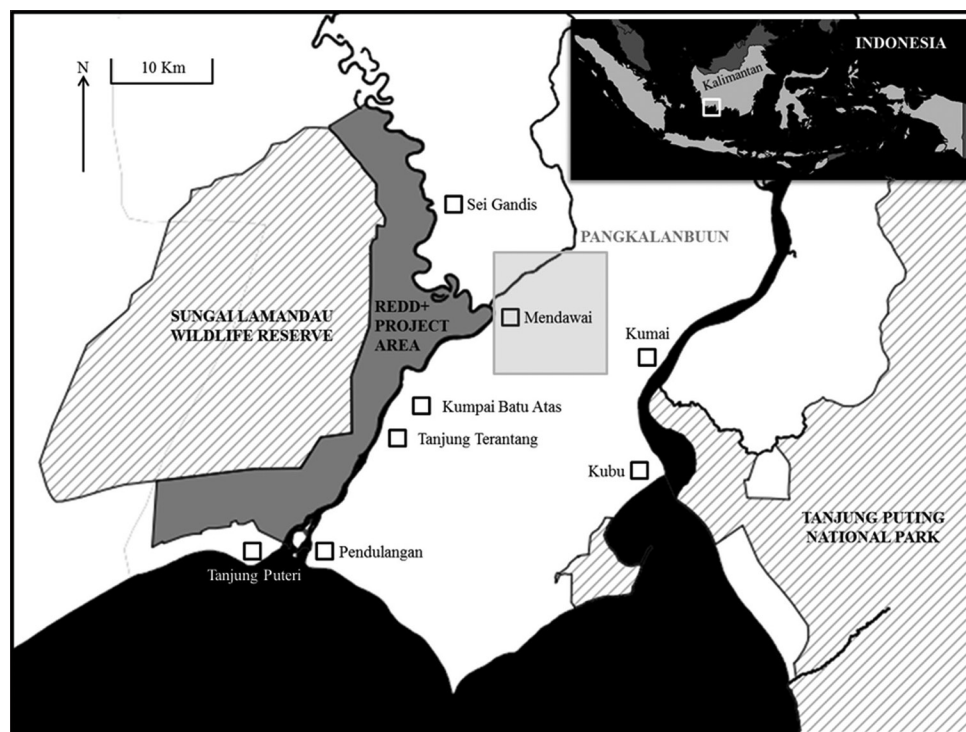 N
10 Km
INDONESIA
Kalimantan
Sei Gandis
PANGKALANBUUN
SUNGAI LAMANDAU
WILDLIFE RESERVE
REDD+
PROJECT
AREA
Mendawai
Kumai
Kumpai Batu Atas
Tanjung Terantang
Kubu
TANJUNG PUTING
NATIONAL PARK
Pendulangan
Tanjung Puteri